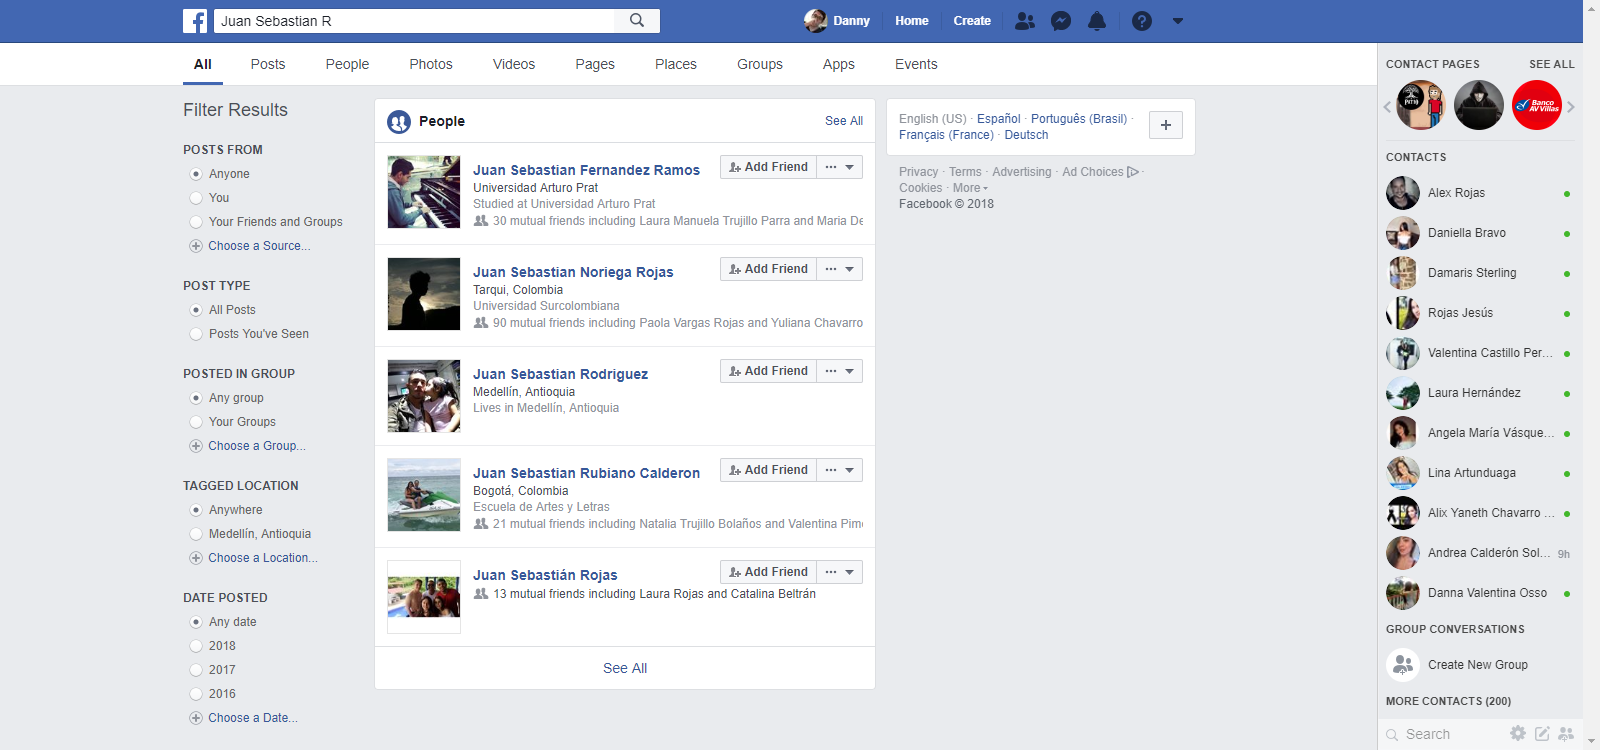 Juan Sebastian R
Danny
Home
Create
All
Posts
People
Photos
Videos
Pages
Places
Groups
Apps
Events
Filter Results
POSTS FROM
Anyone
You
Your Friends and Groups
Choose a Source...
POST TYPE
All Posts
Posts You've Seen
POSTED IN GROUP
Any group
Your Groups
Choose a Group...
TAGGED LOCATION
Anywhere
Medellín, Antioquia
Choose a Location...
DATE POSTED
Any date
2018
2017
2016
Choose a Date...
People
See All
Juan Sebastian Fernandez Ramos
Add Friend
Universidad Arturo Prat
Studied at Universidad Arturo Prat
30 mutual friends including Laura Manuela Trujillo Parra and Maria De
Juan Sebastian Noriega Rojas
Add Friend
Tarqui, Colombia
Universidad Surcolombiana
90 mutual friends including Paola Vargas Rojas and Yuliana Chavarro
Juan Sebastian Rodriguez
Add Friend
Medellín, Antioquia
Lives in Medellín, Antioquia
Juan Sebastian Rubiano Calderon
Add Friend
Bogotá, Colombia
Escuela de Artes y Letras
21 mutual friends including Natalia Trujillo Bolaños and Valentina Pim
Juan Sebastián Rojas
Add Friend
13 mutual friends including Laura Rojas and Catalina Beltrán
See All
English (US) · Español · Português (Brasil) ·
Français (France) · Deutsch
Privacy · Terms · Advertising · Ad Choices ·
Cookies · More
Facebook © 2018
CONTACT PAGES
SEE ALL
Banco
AV Villas
CONTACTS
Alex Rojas
Daniella Bravo
Damaris Sterling
Rojas Jesús
Valentina Castillo Per...
Laura Hernández
Angela María Vásque...
Lina Artunduaga
Alix Yaneth Chavarro ...
Andrea Calderón Sol... 9h
Danna Valentina Osso
GROUP CONVERSATIONS
Create New Group
MORE CONTACTS (200)
Search